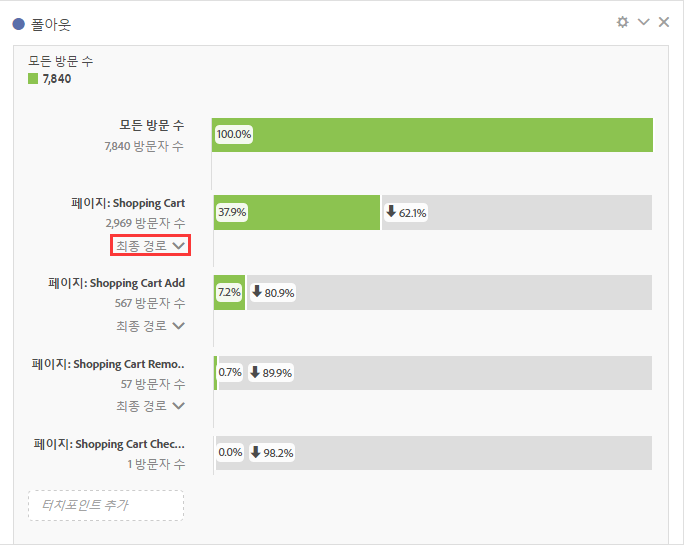 폴아웃
모든 방문 수
7,840
모든 방문 수
7,840 방문자 수
100.0%
페이지: Shopping Cart
2,969 방문자 수
최종 경로
37.9%
62.1%
페이지: Shopping Cart Add
567 방문자 수
최종 경로
7.2%
80.9%
페이지: Shopping Cart Remo..
57 방문자 수
최종 경로
0.7%
89.9%
페이지: Shopping Cart Chec...
1 방문자 수
0.0%
98.2%
터치포인트 추가